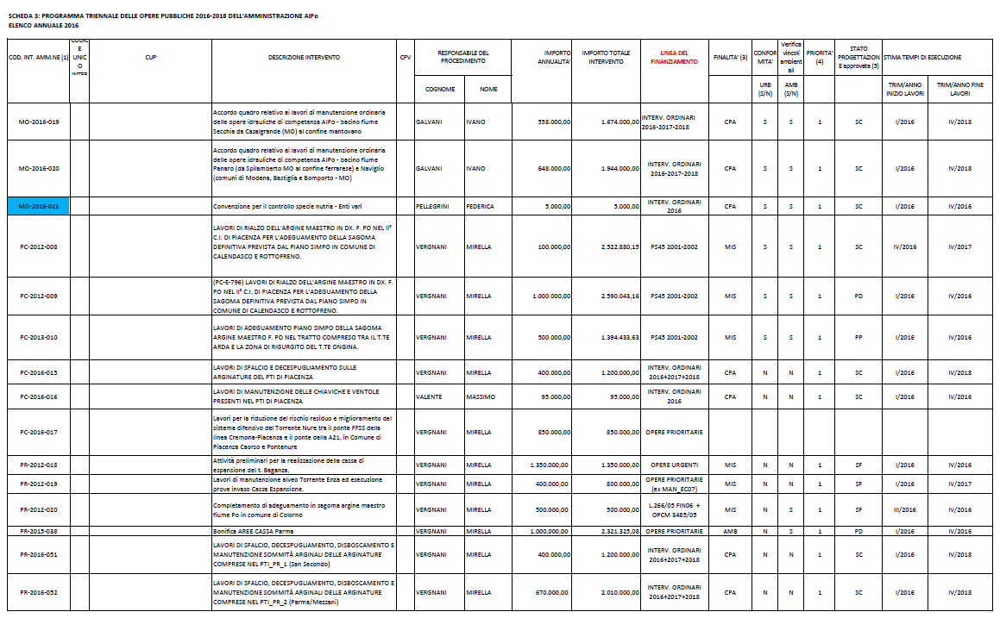 SCHEDA 3: PROGRAMMA TRIENNALE DELLE OPERE PUBBLICHE 2016-2018 DELL'AMMINISTRAZIONE AIPo
ELENCO ANNUALE 2016
COD. INT. AMM.NE (1) CODICE UNICO INTER CUP DESCRIZIONE INTERVENTO CPV RESPONSABILE DEL PROCEDIMENTO IMPORTO ANNUALITA' IMPORTO TOTALE INTERVENTO LINEA DEL FINANZIAMENTO FINALITA' (3) CONFORMITA' Verifica vincoli ambientali PRIORITA' (4) STATO PROGETTAZIONE approvata (5) STIMA TEMPI DI ESECUZIONE
COGNOME NOME URB (S/N) AMB (S/N) TRIM/ANNO INIZIO LAVORI TRIM/ANNO FINE LAVORI
MO-2016-019 Accordo quadro relativo ai lavori di manutenzione ordinaria
delle opere idrauliche di competenza AIPo - bacino fiume
Secchia da Casalgrande (MO) al confine mantovano GALVANI IVANO 558.000,00 1.674.000,00 INTERV. ORDINARI 2016-2017-2018 CPA S S 1 SC I/2016 IV/2018
MO-2016-020 Accordo quadro relativo ai lavori di manutenzione ordinaria
delle opere idrauliche di competenza AIPo - bacino fiume
Panaro (da Spilamberto MO al confine ferrarese) e Naviglio
(comuni di Modena, Bastiglia e Bomporto - MO) GALVANI IVANO 648.000,00 1.944.000,00 INTERV. ORDINARI 2016-2017-2018 CPA S S 1 SC I/2016 IV/2018
MO-2016-021 Convenzione per il controllo specie nutria - Enti vari PELLEGRINI FEDERICA 5.000,00 5.000,00 INTERV. ORDINARI 2016 CPA S S 1 SC I/2016 IV/2016
PC-2012-008 LAVORI DI RIALZO DELL'ARGINE MAESTRO IN DX. F. PO NEL II°
C.I. DI PIACENZA PER L'ADEGUAMENTO DELLA SAGOMA
DEFINITIVA PREVISTA DAL PIANO SIMPO IN COMUNE DI
CALENDASCO E ROTTOFRENO. VERGNANI MIRELLA 100.000,00 2.522.880,15 PS45 2001-2002 MIS S S 1 SC IV/2016 IV/2017
PC-2012-009 (PC-E-796) LAVORI DI RIALZO DELL'ARGINE MAESTRO IN DX. F.
PO NEL II° C.I. DI PIACENZA PER L'ADEGUAMENTO DELLA
SAGOMA DEFINITIVA PREVISTA DAL PIANO SIMPO IN
COMUNE DI CALENDASCO E ROTTOFRENO. VERGNANI MIRELLA 1.000.000,00 2.590.043,16 PS45 2001-2002 MIS S S 1 PD I/2016 IV/2016
PC-2013-010 LAVORI DI ADEGUAMENTO PIANO SIMPO DELLA SAGOMA
ARGINE MAESTRO F. PO NEL TRATTO COMPRESO TRA IL T.TE
ARDA E LA ZONA DI RIGURGITO DEL T.TE ONGINA. VERGNANI MIRELLA 500.000,00 1.394.433,63 PS45 2001-2002 MIS S S 1 PP I/2016 IV/2016
PC-2016-015 LAVORI DI SFALCIO E DECESPUGLIAMENTO SULLE
ARGINATURE DEL PTI DI PIACENZA VERGNANI MIRELLA 400.000,00 1.200.000,00 INTERV. ORDINARI 2016+2017+2018 CPA N N 1 SC I/2016 IV/2018
PC-2016-016 LAVORI DI MANUTENZIONE DELLE CHIAVICHE E VENTOLE
PRESENTI NEL PTI DI PIACENZA VALENTE MASSIMO 95.000,00 95.000,00 INTERV. ORDINARI 2016 CPA N N 1 SC I/2016 IV/2016
PC-2016-017 Lavori per la riduzione del rischio residuo e miglioramento del
sistema difensivo del Torrente Nure tra il ponte FFSS della
linea Cremona-Piacenza e il ponte della A21, in Comune di
Piacenza Caorso e Pontenure VERGNANI MIRELLA 850.000,00 850.000,00 OPERE PRIORITARIE
PR-2012-018 Attività preliminari per la realizzazione della cassa di
espansione del t. Baganza. VERGNANI MIRELLA 1.350.000,00 1.350.000,00 OPERE URGENTI MIS N N 1 SF I/2016 IV/2016
PR-2012-019 Lavori di manutenzione alveo Torrente Enza ed esecuzione
prove invaso Cassa Espansione. VERGNANI MIRELLA 400.000,00 800.000,00 OPERE PRIORITARIE (ex MAN_EC07) MIS N N 1 SF I/2016 IV/2017
PR-2012-020 Completamento di adeguamento in sagoma argine maestro
fiume Po in comune di Colorno VERGNANI MIRELLA 500.000,00 500.000,00 L.266/05 FIN06 + OPCM 3485/05 MIS N S 1 SF III/2016 IV/2016
PR-2015-038 Bonifica AREE CASSA Parma VERGNANI MIRELLA 1.000.000,00 2.321.325,08 OPERE PRIORITARIE AMB N S 1 PD I/2016 IV/2016
PR-2016-051 LAVORI DI SFALCIO, DECESPUGLIAMENTO, DISBOSCAMENTO E
MANUTENZIONE SOMMITÀ ARGINALI DELLE ARGINATURE
COMPRESE NEL PTI_PR_1 (San Secondo) VERGNANI MIRELLA 400.000,00 1.200.000,00 INTERV. ORDINARI 2016+2017+2018 CPA N N 1 SC I/2016 IV/2018
PR-2016-052 LAVORI DI SFALCIO, DECESPUGLIAMENTO, DISBOSCAMENTO E
MANUTENZIONE SOMMITÀ ARGINALI DELLE ARGINATURE
COMPRESE NEL PTI_PR_2 (Parma/Mezzani) VERGNANI MIRELLA 670.000,00 2.010.000,00 INTERV. ORDINARI 2016+2017+2018 CPA N N 1 SC I/2016 IV/2018